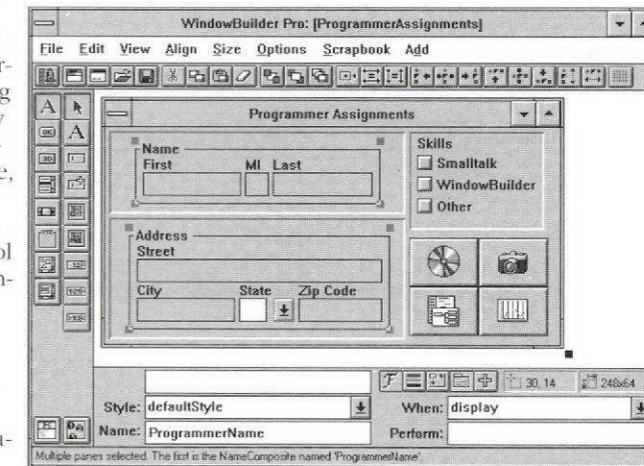 WindowBuilder Pro: [ProgrammerAssignments]
File Edit View Align Size Options Scrapbook Add
Programmer Assignments
Name
First MI Last
Skills
Smalltalk
WindowBuilder
Other
Address
Street
City State Zip Code
30, 14 248x64
Style: defaultStyle When: display
Name: ProgrammerName Perform:
Multiple panes selected. The first is the NameComposite named 'ProgrammerName'.